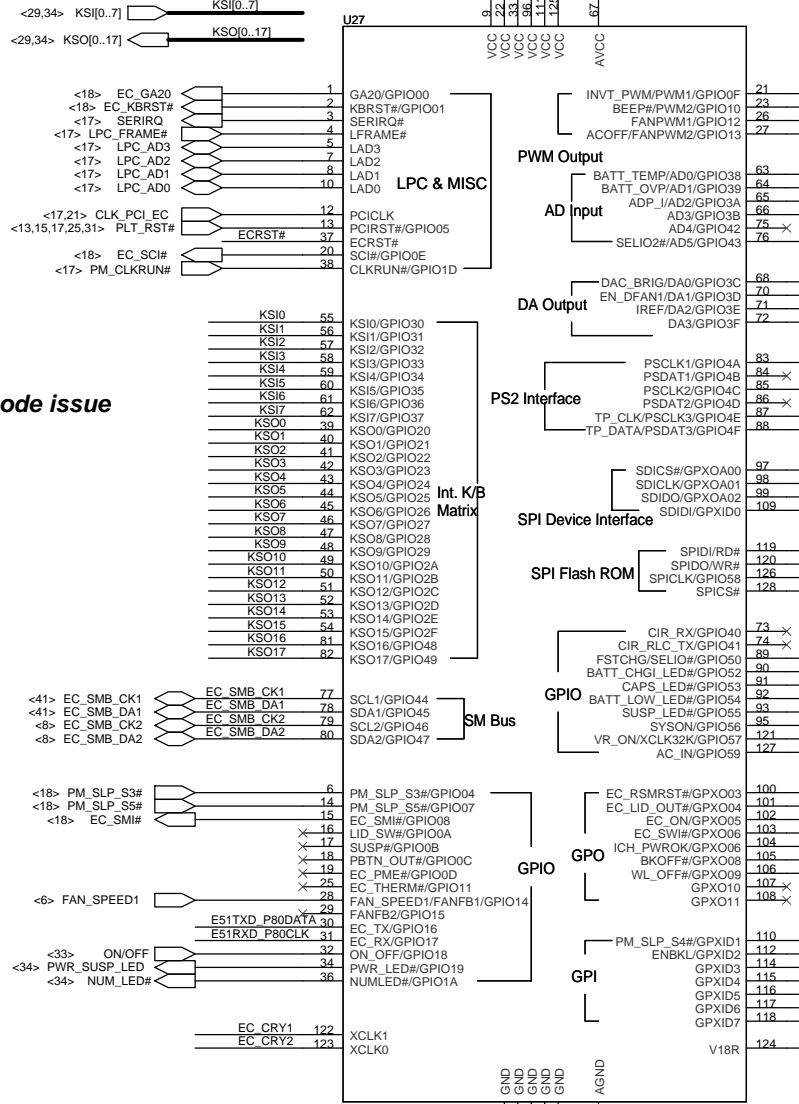 <29,34> KSI[0..7] KSI[0..7]
<29,34> KSO[0..17] KSO[0..17]
9 22 33 96 111 125 67
U27
VCC VCC VCC VCC VCC VCC AVCC
<18> EC_GA20 1 GA20/GPIO00
<18> EC_KBRST# 2 KBRST#/GPIO01
<17> SERIRQ 3 SERIRQ#
<17> LPC_FRAME# 4 LFRAME#
<17> LPC_AD3 5 LAD3
<17> LPC_AD2 7 LAD2
<17> LPC_AD1 8 LAD1
<17> LPC_AD0 10 LAD0
LPC & MISC
<17,21> CLK_PCI_EC 12 PCICLK
<13,15,17,25,31> PLT_RST# 13 PCIRST#/GPIO05
ECRST# 37 ECRST#
<18> EC_SCI# 20 SCI#/GPIO0E
<17> PM_CLKRUN# 38 CLKRUN#/GPIO1D
INVT_PWM/PWM1/GPIO0F 21
BEEP#/PWM2/GPIO10 23
FANPWM1/GPIO12 26
ACOFF/FANPWM2/GPIO13 27
PWM Output
BATT_TEMP/AD0/GPIO38 63
BATT_OVP/AD1/GPIO39 64
ADP_I/AD2/GPIO3A 65
AD Input
AD3/GPIO3B 66
AD4/GPIO42 75
SELIO2#/AD5/GPIO43 76
DAC_BRIG/DA0/GPIO3C 68
EN_DFAN1/DA1/GPIO3D 70
DA Output
IREF/DA2/GPIO3E 71
DA3/GPIO3F 72
ode issue
KSI0 55 KSI0/GPIO30
KSI1 56 KSI1/GPIO31
KSI2 57 KSI2/GPIO32
KSI3 58 KSI3/GPIO33
KSI4 59 KSI4/GPIO34
KSI5 60 KSI5/GPIO35
KSI6 61 KSI6/GPIO36
KSI7 62 KSI7/GPIO37
KSO0 39 KSO0/GPIO20
KSO1 40 KSO1/GPIO21
KSO2 41 KSO2/GPIO22
KSO3 42 KSO3/GPIO23
KSO4 43 KSO4/GPIO24
KSO5 44 KSO5/GPIO25
KSO6 45 KSO6/GPIO26
KSO7 46 KSO7/GPIO27
KSO8 47 KSO8/GPIO28
KSO9 48 KSO9/GPIO29
KSO10 49 KSO10/GPIO2A
KSO11 50 KSO11/GPIO2B
KSO12 51 KSO12/GPIO2C
KSO13 52 KSO13/GPIO2D
KSO14 53 KSO14/GPIO2E
KSO15 54 KSO15/GPIO2F
KSO16 81 KSO16/GPIO48
KSO17 82 KSO17/GPIO49
Int. K/B
Matrix
PSCLK1/GPIO4A 83
PSDAT1/GPIO4B 84
PS2 Interface
PSCLK2/GPIO4C 85
PSDAT2/GPIO4D 86
TP_CLK/PSCLK3/GPIO4E 87
TP_DATA/PSDAT3/GPIO4F 88
SDICS#/GPXOA00 97
SDICLK/GPXOA01 98
SDIDO/GPXOA02 99
SDIDI/GPXID0 109
SPI Device Interface
SPIDI/RD# 119
SPIDO/WR# 120
SPI Flash ROM
SPICLK/GPIO58 126
SPICS# 128
CIR_RX/GPIO40 73
CIR_RLC_TX/GPIO41 74
FSTCHG/SELIO#/GPIO50 89
BATT_CHGI_LED#/GPIO52 90
CAPS_LED#/GPIO53 91
GPIO
BATT_LOW_LED#/GPIO54 92
SUSP_LED#/GPIO55 93
SYSON/GPIO56 95
VR_ON/XCLK32K/GPIO57 121
AC_IN/GPIO59 127
<41> EC_SMB_CK1 EC_SMB_CK1 77 SCL1/GPIO44
<41> EC_SMB_DA1 EC_SMB_DA1 78 SDA1/GPIO45
<8> EC_SMB_CK2 EC_SMB_CK2 79 SCL2/GPIO46
<8> EC_SMB_DA2 EC_SMB_DA2 80 SDA2/GPIO47
SM Bus
<18> PM_SLP_S3# 6 PM_SLP_S3#/GPIO04
<18> PM_SLP_S5# 14 PM_SLP_S5#/GPIO07
<18> EC_SMI# 15 EC_SMI#/GPIO08
16 LID_SW#/GPIO0A
17 SUSP#/GPIO0B
18 PBTN_OUT#/GPIO0C
19 EC_PME#/GPIO0D
25 EC_THERM#/GPIO11
<6> FAN_SPEED1 28 FAN_SPEED1/FANFB1/GPIO14
29 FANFB2/GPIO15
E51TXD_P80DATA 30 EC_TX/GPIO16
E51RXD_P80CLK 31 EC_RX/GPIO17
<33> ON/OFF 32 ON_OFF/GPIO18
<34> PWR_SUSP_LED 34 PWR_LED#/GPIO19
<34> NUM_LED# 36 NUMLED#/GPIO1A
GPIO
EC_RSMRST#/GPXO03 100
EC_LID_OUT#/GPXO04 101
EC_ON/GPXO05 102
EC_SWI#/GPXO06 103
ICH_PWROK/GPXO06 104
GPO
BKOFF#/GPXO08 105
WL_OFF#/GPXO09 106
GPXO10 107
GPXO11 108
PM_SLP_S4#/GPXID1 110
ENBKL/GPXID2 112
GPXID3 114
GPI
GPXID4 115
GPXID5 116
GPXID6 117
GPXID7 118
EC_CRY1 122 XCLK1
EC_CRY2 123 XCLK0
V18R 124
GND GND GND GND GND AGND